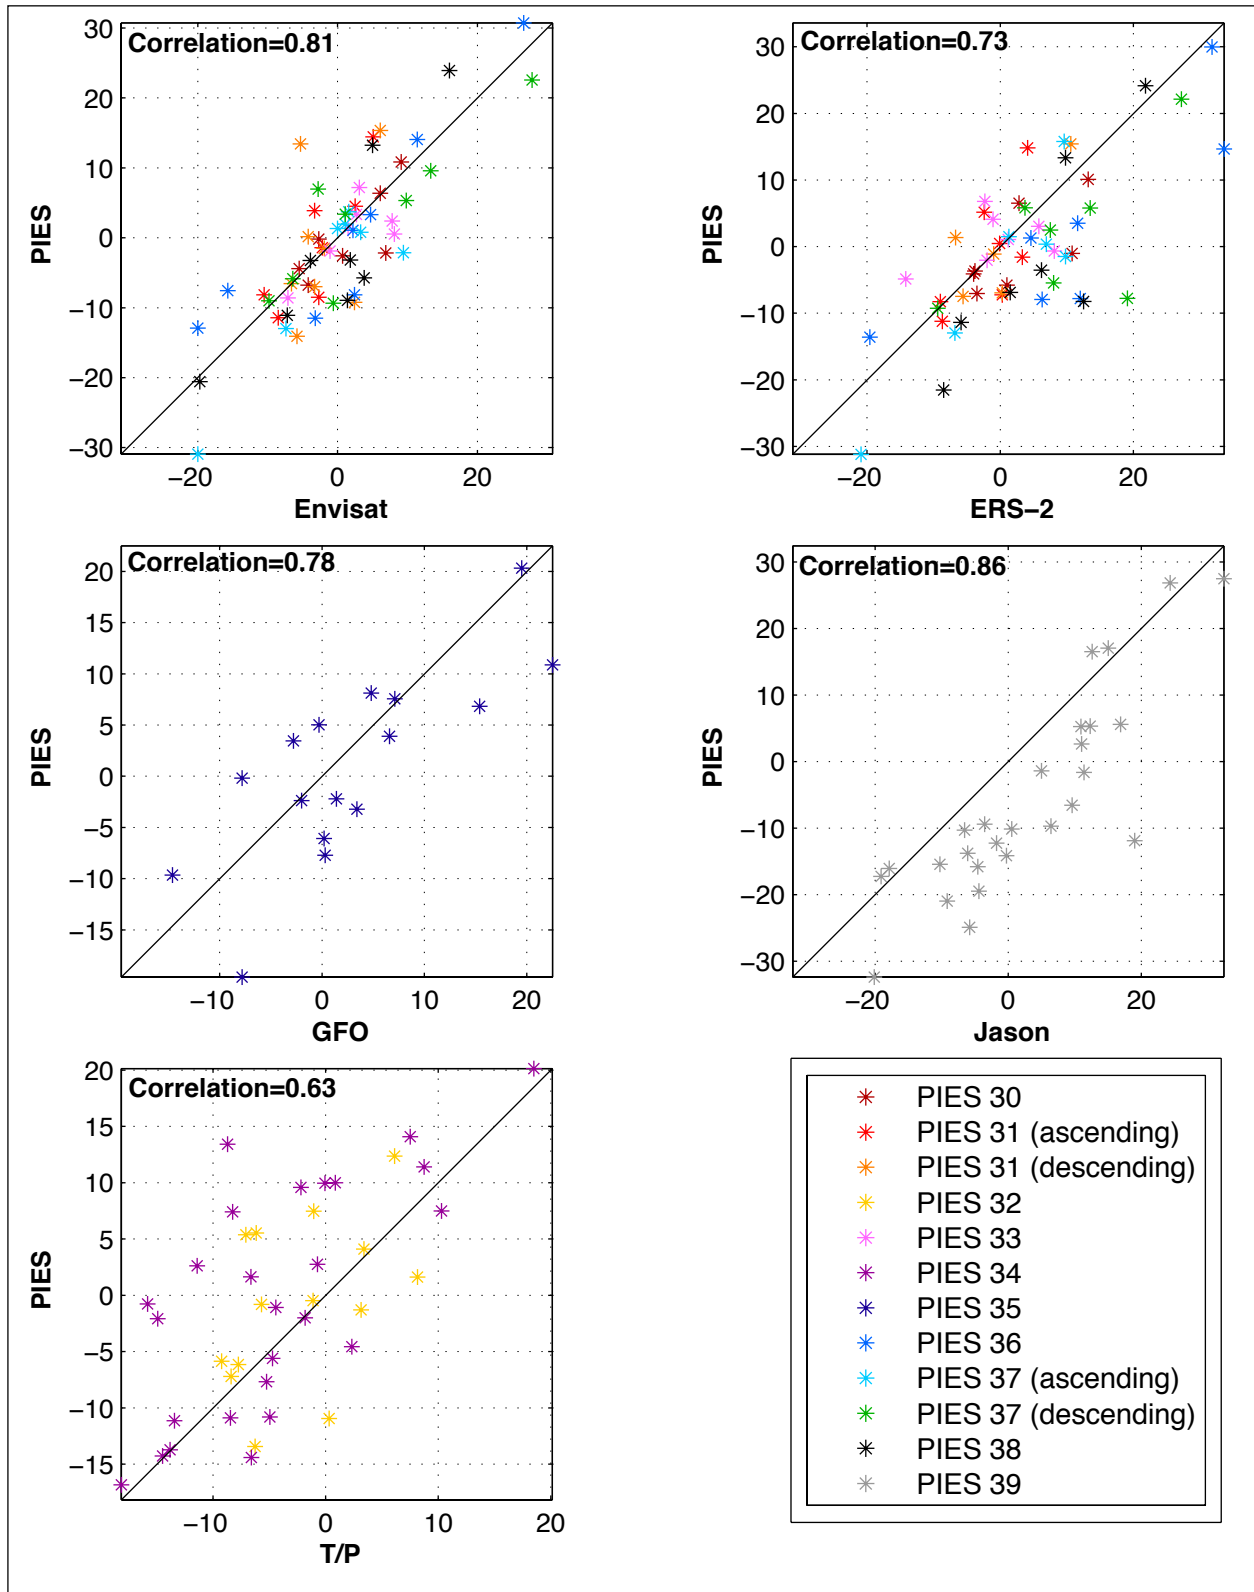 Correlation=0.81
30
20
10
0
−10
−20
−30
PIES
−20 0 20
Envisat
Correlation=0.73
30
20
10
0
−10
−20
−30
PIES
−20 0 20
ERS−2
Correlation=0.78
20
15
10
5
0
−5
−10
−15
PIES
−10 0 10 20
GFO
Correlation=0.86
30
20
10
0
−10
−20
−30
PIES
−20 0 20
Jason
Correlation=0.63
20
15
10
5
0
−5
−10
−15
PIES
−10 0 10 20
T/P
PIES 30
PIES 31 (ascending)
PIES 31 (descending)
PIES 32
PIES 33
PIES 34
PIES 35
PIES 36
PIES 37 (ascending)
PIES 37 (descending)
PIES 38
PIES 39